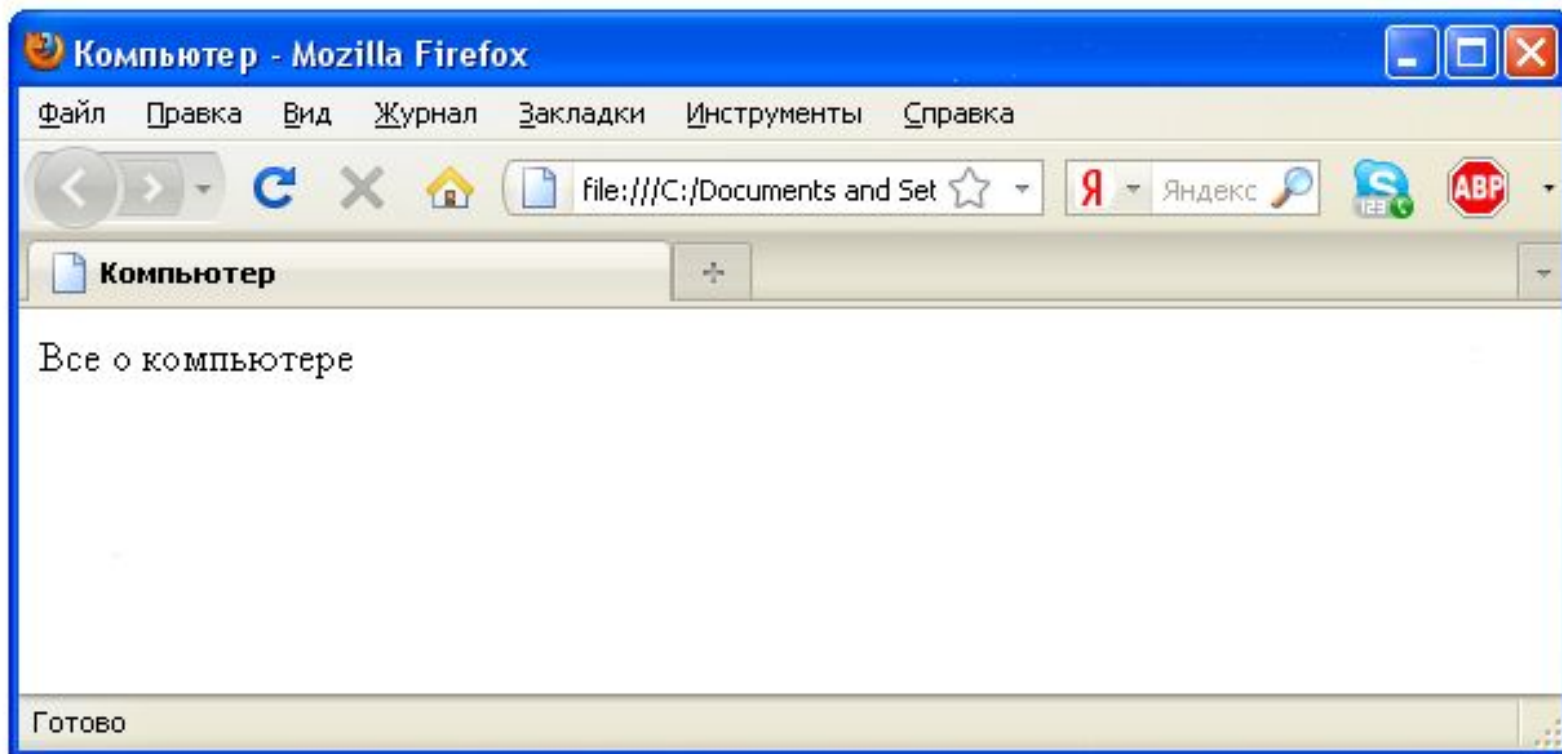 Компьютер - Mozilla Firefox
Файл Правка Вид Журнал Закладки Инструменты Справка
file:///C:/Documents and Set Я Яндекс S 123 ABP
Компьютер
Все о компьютере
Готово